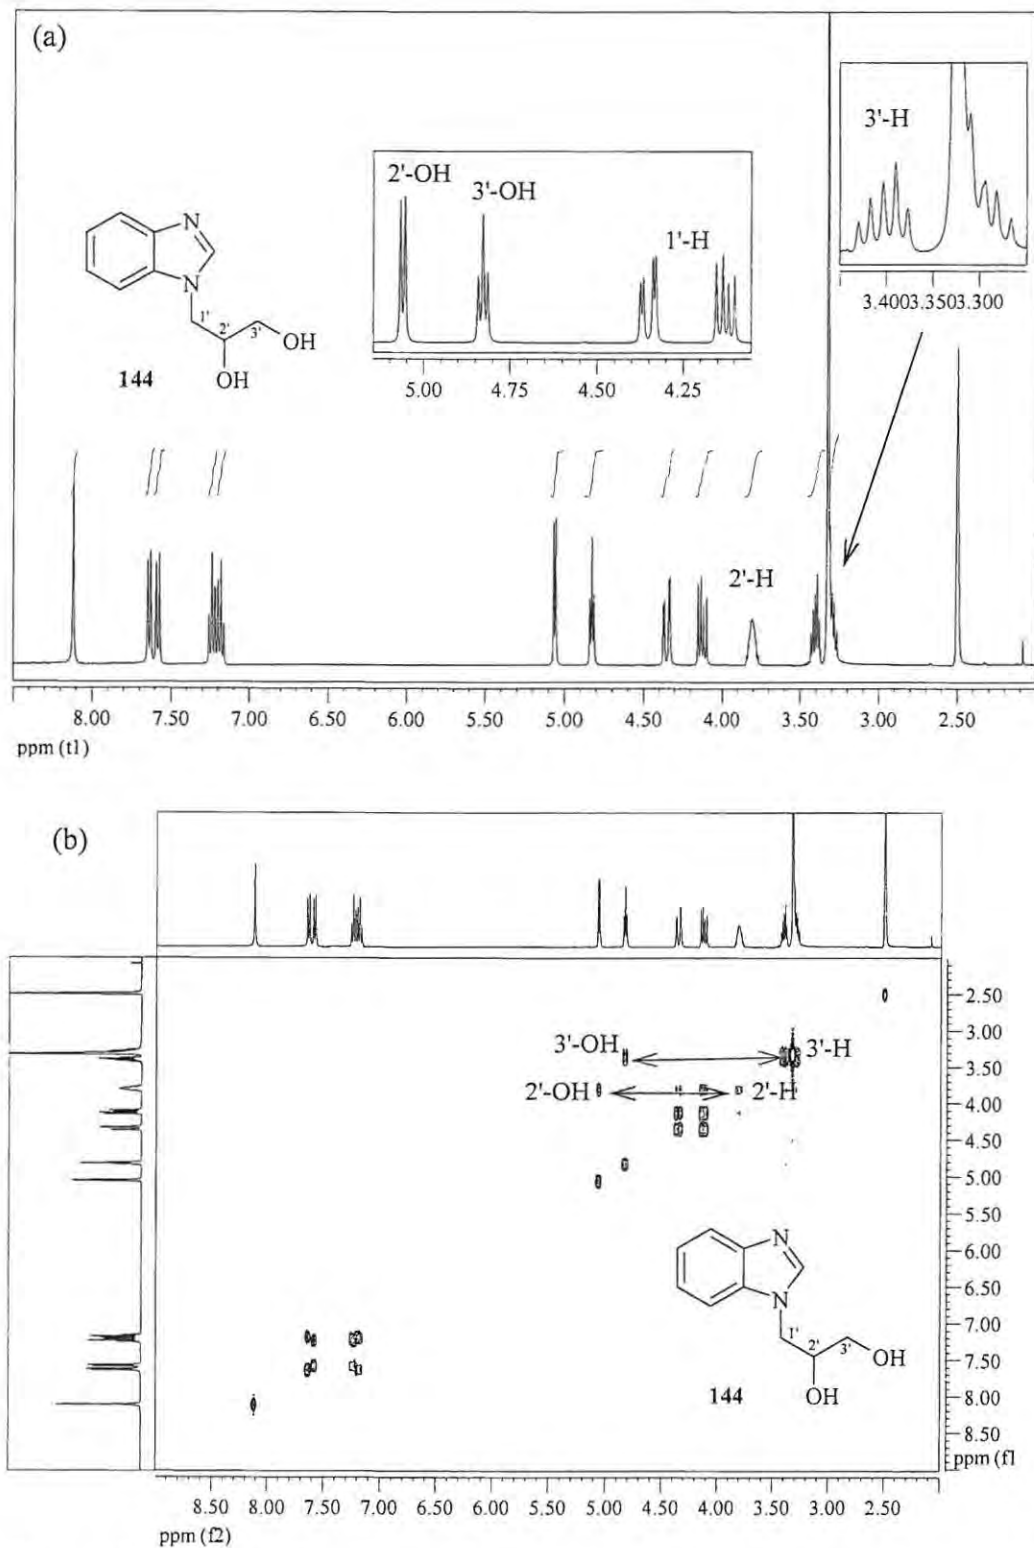 (a)
3'-H
3.4003.3503.300
2'-OH
3'-OH
1'-H
5.00 4.75 4.50 4.25
N
N
1'
2'
3'
OH
OH
144
2'-H
8.00 7.50 7.00 6.50 6.00 5.50 5.00 4.50 4.00 3.50 3.00 2.50
ppm (t1)
(b)
2.50
3.00
3'-OH
3'-H
3.50
2'-OH
2'-H
4.00
4.50
5.00
5.50
6.00
N
6.50
N
1'
2'
3'
7.00
OH
7.50
144
OH
8.00
8.50
ppm (f1
8.50 8.00 7.50 7.00 6.50 6.00 5.50 5.00 4.50 4.00 3.50 3.00 2.50
ppm (f2)